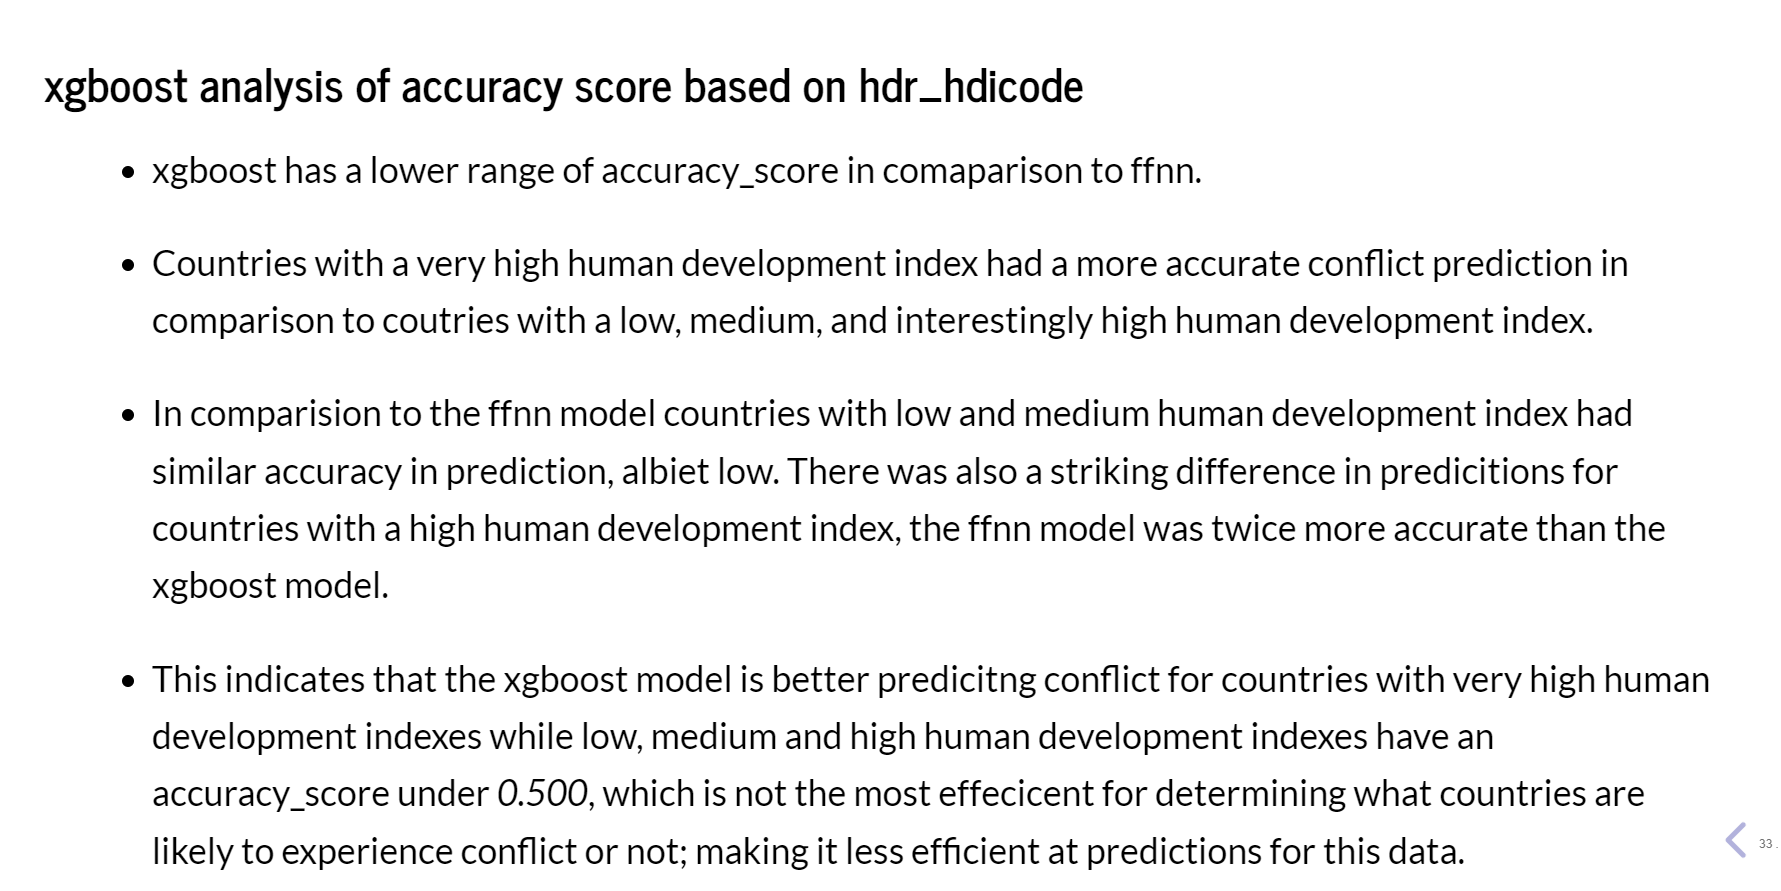 xgboost analysis of accuracy score based on hdr_hdicode
• xgboost has a lower range of accuracy_score in comaparison to ffnn.
• Countries with a very high human development index had a more accurate conflict prediction in
comparison to coutries with a low, medium, and interestingly high human development index.
• In comparision to the ffnn model countries with low and medium human development index had
similar accuracy in prediction, albiet low. There was also a striking difference in predicitions for
countries with a high human development index, the ffnn model was twice more accurate than the
xgboost model.
• This indicates that the xgboost model is better predicitng conflict for countries with very high human
development indexes while low, medium and high human development indexes have an
accuracy_score under 0.500, which is not the most effecicent for determining what countries are
likely to experience conflict or not; making it less efficient at predictions for this data.
33 .